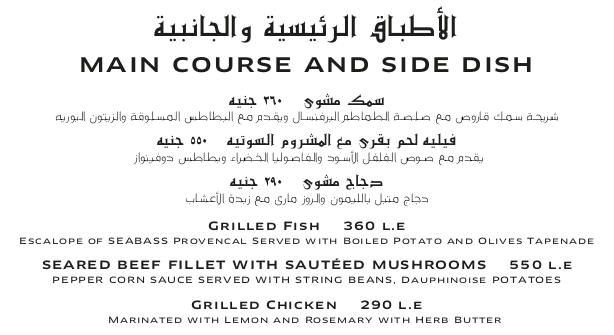 الأطباق الرئيسية والجانبية
MAIN COURSE AND SIDE DISH
سمك مشوى ٣٦٠ جنيه
شريحة سمك قاروص مع صلصة الطماطم البرفنسال ويقدم مع البطاطس المسلوقة والزيتون البوريه
فيليه لحم بقرى مع المشروم السوتيه ٥٥٠ جنيه
يقدم مع صوص الفلفل الأسود والفاصوليا الخضراء وبطاطس دوفينواز
دجاج مشوى ٢٩٠ جنيه
دجاج متبل بالليمون والروز مارى مع زبدة الأعشاب
GRILLED FISH 360 L.E
ESCALOPE OF SEABASS PROVENCAL SERVED WITH BOILED POTATO AND OLIVES TAPENADE
SEARED BEEF FILLET WITH SAUTÉED MUSHROOMS 550 L.E
PEPPER CORN SAUCE SERVED WITH STRING BEANS, DAUPHINOISE POTATOES
GRILLED CHICKEN 290 L.E
MARINATED WITH LEMON AND ROSEMARY WITH HERB BUTTER